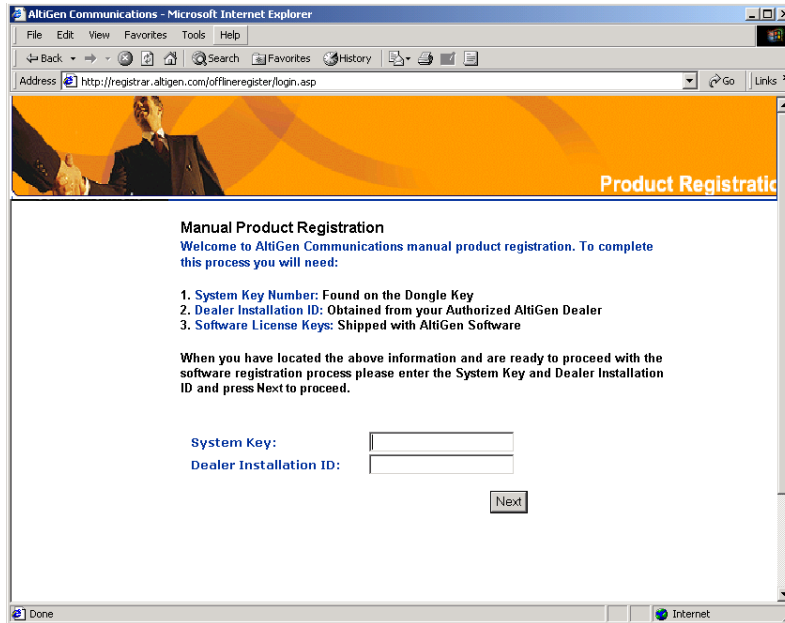 AltiGen Communications - Microsoft Internet Explorer
File Edit View Favorites Tools Help
Back Search Favorites History
Address http://registrar.altigen.com/offlineregister/login.asp Go Links
Product Registratio
Manual Product Registration
Welcome to AltiGen Communications manual product registration. To complete
this process you will need:
1. System Key Number: Found on the Dongle Key
2. Dealer Installation ID: Obtained from your Authorized AltiGen Dealer
3. Software License Keys: Shipped with AltiGen Software
When you have located the above information and are ready to proceed with the
software registration process please enter the System Key and Dealer Installation
ID and press Next to proceed.
System Key:
Dealer Installation ID:
Next
Done Internet